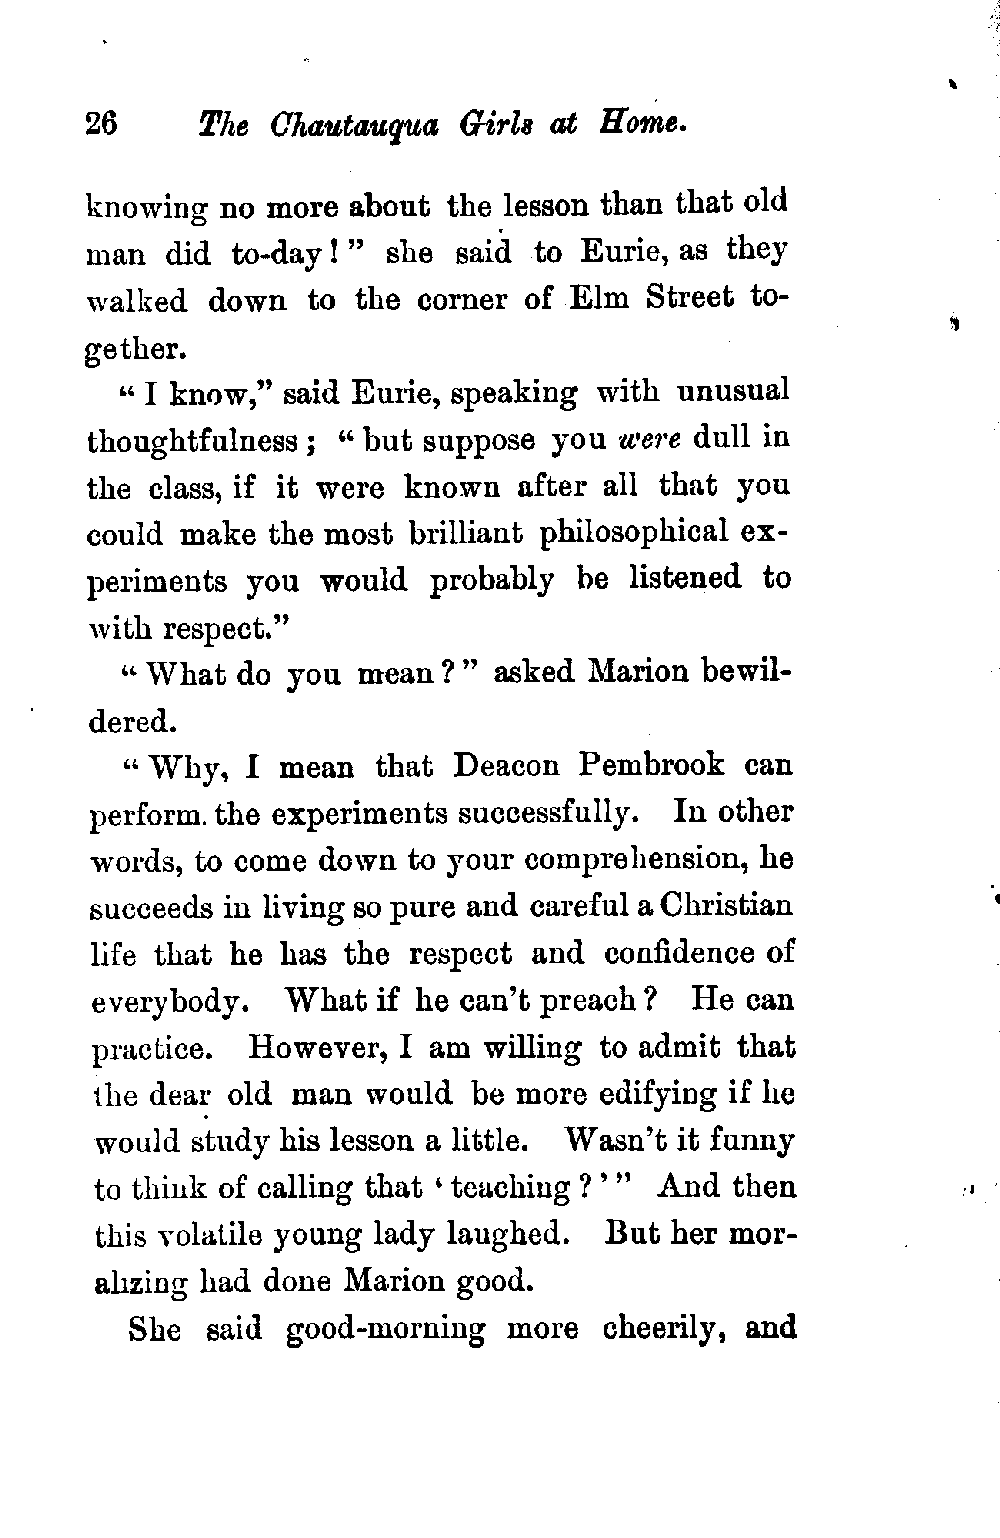 26 The Chautauqua Girls at Home.
knowing no more about the lesson than that old
man did to-day!" she said to Eurie, as they
walked down to the corner of Elm Street to-
gether.
"I know," said Eurie, speaking with unusual
thoughtfulness; "but suppose you were dull in
the class, if it were known after all that you
could make the most brilliant philosophical ex-
periments you would probably be listened to
with respect."
"What do you mean?" asked Marion bewil-
dered.
"Why, I mean that Deacon Pembrook can
perform. the experiments successfully. In other
words, to come down to your comprehension, he
succeeds in living so pure and careful a Christian
life that he has the respect and confidence of
everybody. What if he can't preach? He can
practice. However, I am willing to admit that
the dear old man would be more edifying if he
would study his lesson a little. Wasn't it funny
to think of calling that 'teaching?'" And then
this volatile young lady laughed. But her mor-
alizing had done Marion good.
She said good-morning more cheerily, and